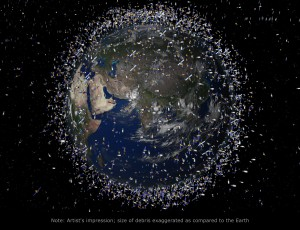 Note: Artist's impression; size of debris exaggerated as compared to the Earth